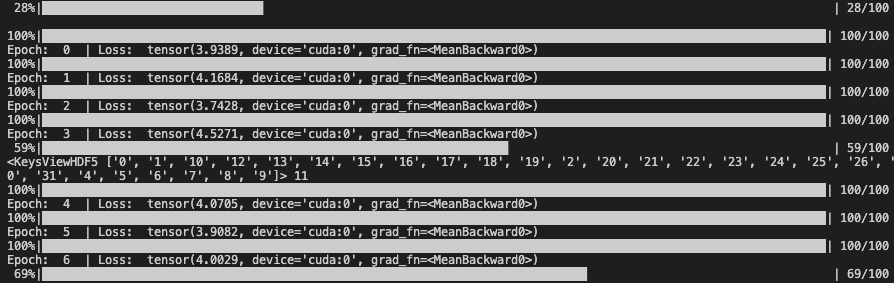 28%| | 28/100
100%| | 100/100
Epoch:  0  | Loss:  tensor(3.9389, device='cuda:0', grad_fn=<MeanBackward0>)
100%| | 100/100
Epoch:  1  | Loss:  tensor(4.1684, device='cuda:0', grad_fn=<MeanBackward0>)
100%| | 100/100
Epoch:  2  | Loss:  tensor(3.7428, device='cuda:0', grad_fn=<MeanBackward0>)
100%| | 100/100
Epoch:  3  | Loss:  tensor(4.5271, device='cuda:0', grad_fn=<MeanBackward0>)
59%| | 59/100
<KeysViewHDF5 ['0', '1', '10', '12', '13', '14', '15', '16', '17', '18', '19', '2', '20', '21', '22', '23', '24', '25', '26', '
0', '31', '4', '5', '6', '7', '8', '9']> 11
100%| | 100/100
Epoch:  4  | Loss:  tensor(4.0705, device='cuda:0', grad_fn=<MeanBackward0>)
100%| | 100/100
Epoch:  5  | Loss:  tensor(3.9082, device='cuda:0', grad_fn=<MeanBackward0>)
100%| | 100/100
Epoch:  6  | Loss:  tensor(4.0029, device='cuda:0', grad_fn=<MeanBackward0>)
69%| | 69/100